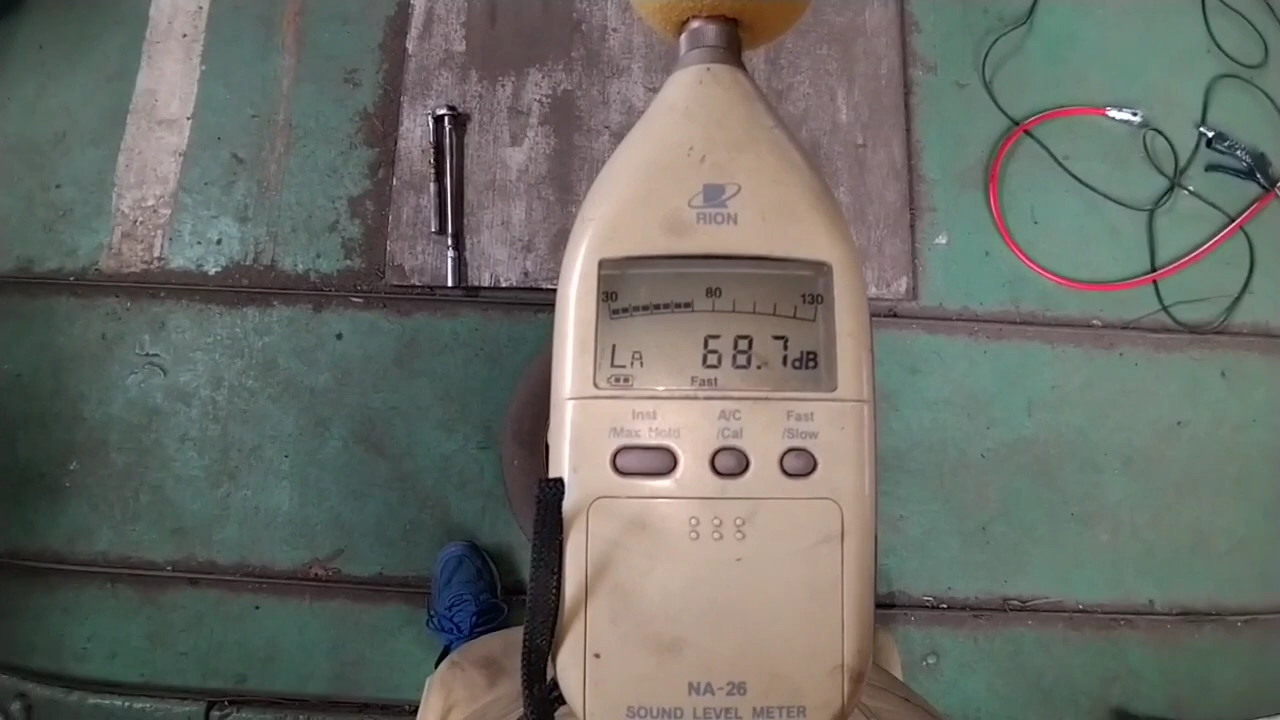 RION
30 80 130
LA 68.7dB
Fast
Inst A/C Fast
/Max Hold /Cal /Slow
NA-26
SOUND LEVEL METER